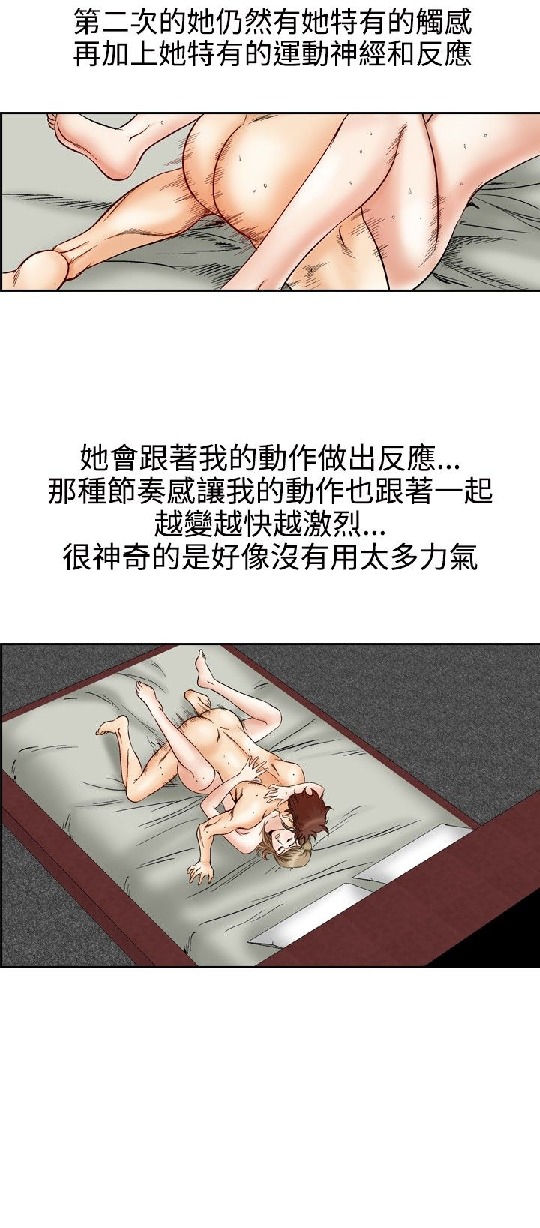 第二次的她仍然有她特有的觸感
再加上她特有的運動神經和反應
她會跟著我的動作做出反應...
那種節奏感讓我的動作也跟著一起
越變越快越激烈...
很神奇的是好像沒有用太多力氣